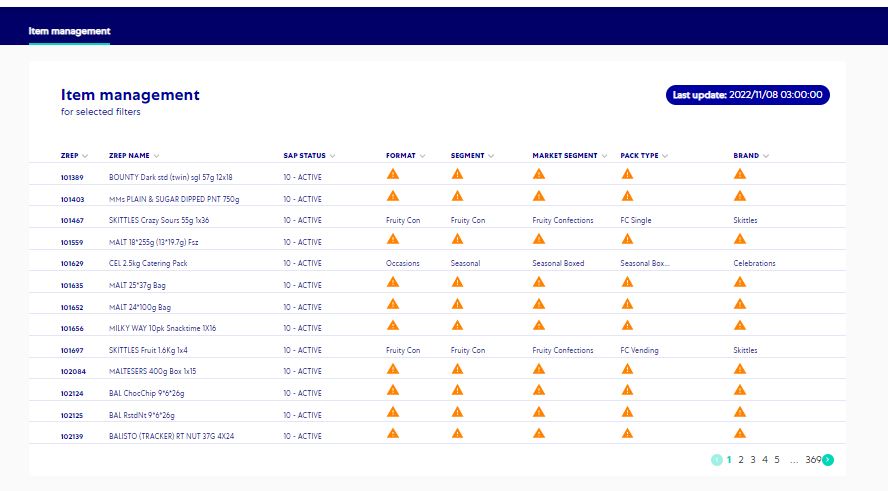 Item management
Item management
Last update: 2022/11/08 03:00:00
for selected filters
ZREP ZREP NAME SAP STATUS FORMAT SEGMENT MARKET SEGMENT PACK TYPE BRAND
101389 BOUNTY Dark std (twin) sgl 57g 12x18 10 - ACTIVE
101403 MMs PLAIN & SUGAR DIPPED PNT 750g 10 - ACTIVE
101467 SKITTLES Crazy Sours 55g 1x36 10 - ACTIVE Fruity Con Fruity Con Fruity Confections FC Single Skittles
101559 MALT 18*255g (13*19.7g) Fsz 10 - ACTIVE
101629 CEL 2.5kg Catering Pack 10 - ACTIVE Occasions Seasonal Seasonal Boxed Seasonal Box... Celebrations
101635 MALT 25*37g Bag 10 - ACTIVE
101652 MALT 24*100g Bag 10 - ACTIVE
101656 MILKY WAY 10pk Snacktime 1X16 10 - ACTIVE
101697 SKITTLES Fruit 1.6Kg 1x4 10 - ACTIVE Fruity Con Fruity Con Fruity Confections FC Vending Skittles
102084 MALTESERS 400g Box 1x15 10 - ACTIVE
102124 BAL ChocChip 9*6*26g 10 - ACTIVE
102125 BAL RstdNt 9*6*26g 10 - ACTIVE
102139 BALISTO (TRACKER) RT NUT 37G 4X24 10 - ACTIVE
1 2 3 4 5 ... 369